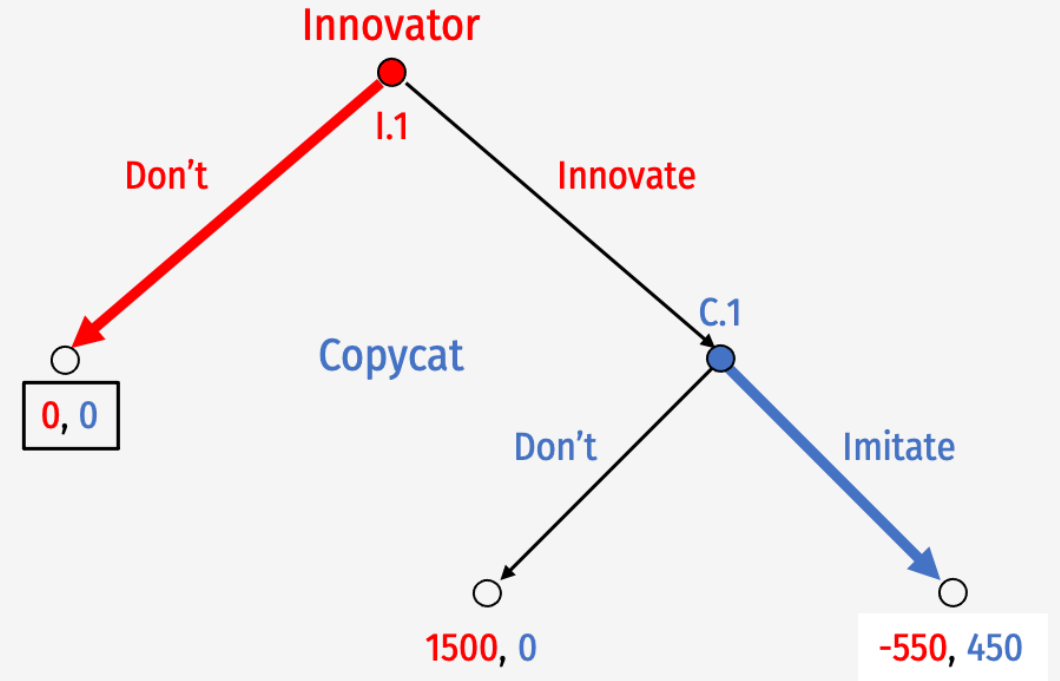 Innovator
I.1
Don't
Innovate
C.1
Copycat
0, 0
Don't
Imitate
1500, 0
-550, 450